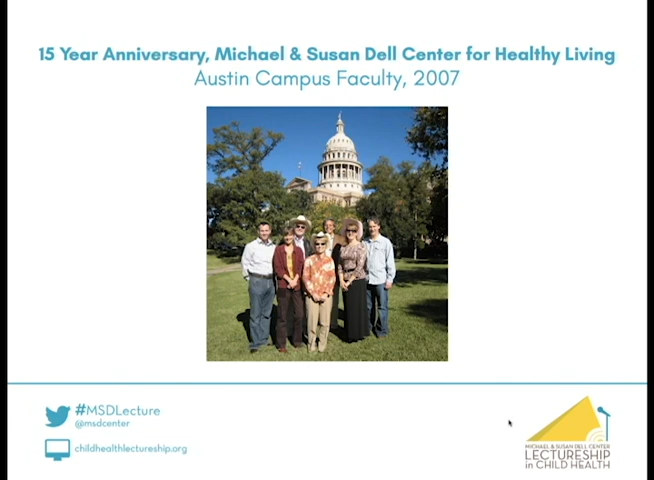 15 Year Anniversary, Michael & Susan Dell Center for Healthy Living
Austin Campus Faculty, 2007
#MSDLecture
@msdcenter
childhealthlectureship.org
MICHAEL & SUSAN DELL CENTER
LECTURESHIP
in CHILD HEALTH